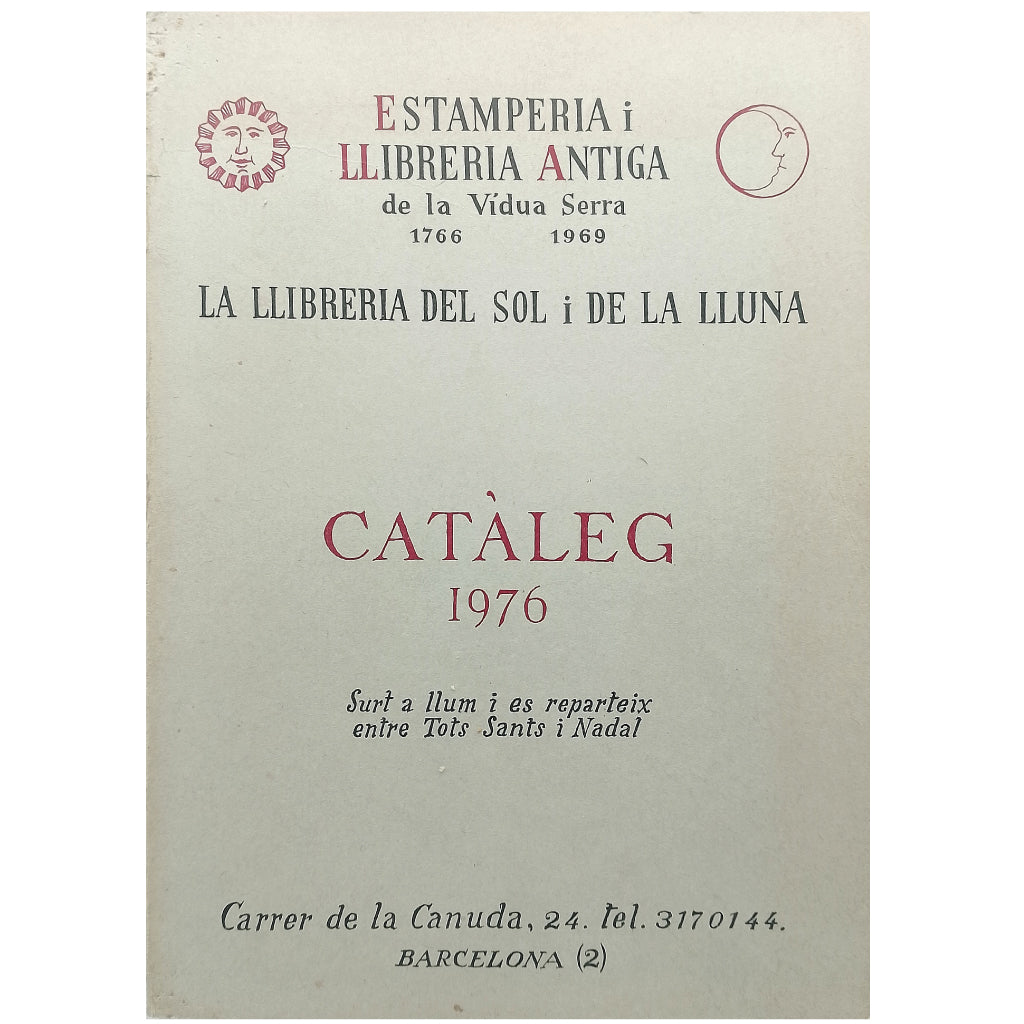 ESTAMPERIA i
LLIBRERIA ANTIGA
de la Vídua Serra
1766 1969
LA LLIBRERIA DEL SOL i DE LA LLUNA
CATÀLEG
1976
Surt a llum i es reparteix
entre Tots Sants i Nadal
Carrer de la Canuda, 24. tel. 3170144.
BARCELONA (2)